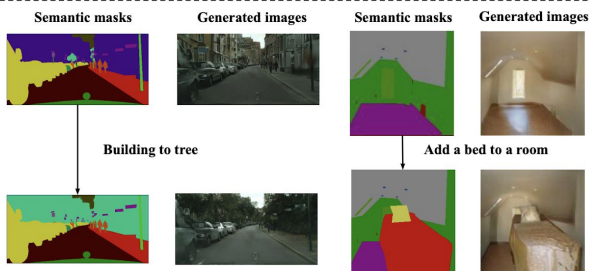 Semantic masks Generated images Semantic masks Generated images
Building to tree Add a bed to a room